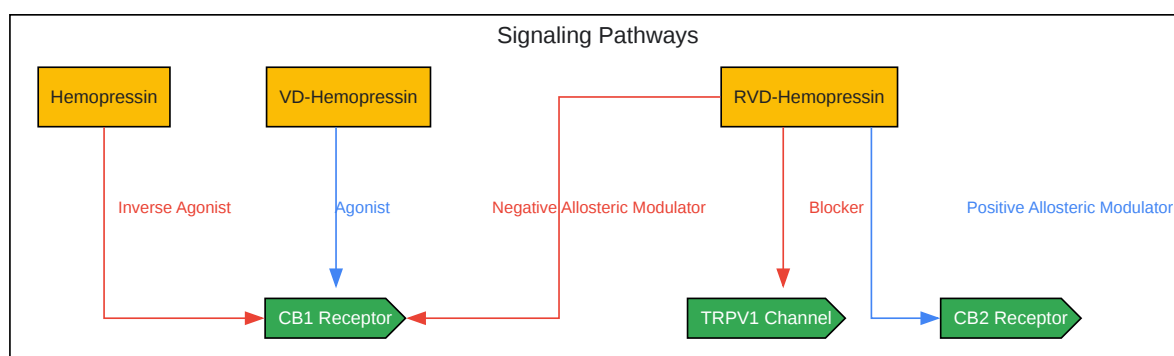 Signaling Pathways
Hemopressin
VD-Hemopressin
RVD-Hemopressin
Inverse Agonist
Agonist
Negative Allosteric Modulator
Blocker
Positive Allosteric Modulator
CB1 Receptor
TRPV1 Channel
CB2 Receptor